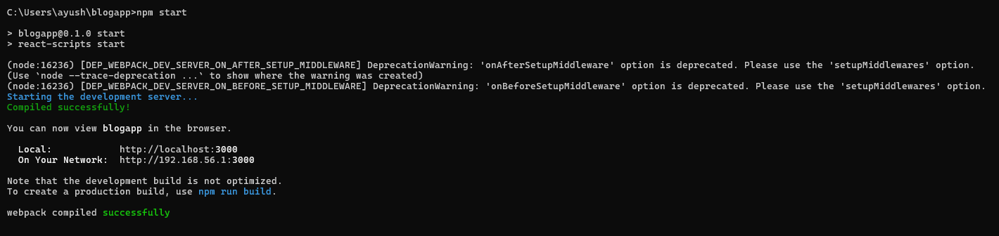 C:\Users\ayush\blogapp>npm start
> blogapp@0.1.0 start
> react-scripts start
(node:16236) [DEP_WEBPACK_DEV_SERVER_ON_AFTER_SETUP_MIDDLEWARE] DeprecationWarning: 'onAfterSetupMiddleware' option is deprecated. Please use the 'setupMiddlewares' option.
(Use `node --trace-deprecation ...` to show where the warning was created)
(node:16236) [DEP_WEBPACK_DEV_SERVER_ON_BEFORE_SETUP_MIDDLEWARE] DeprecationWarning: 'onBeforeSetupMiddleware' option is deprecated. Please use the 'setupMiddlewares' option.
Starting the development server...
Compiled successfully!
You can now view blogapp in the browser.
Local:            http://localhost:3000
On Your Network:  http://192.168.56.1:3000
Note that the development build is not optimized.
To create a production build, use npm run build.
webpack compiled successfully